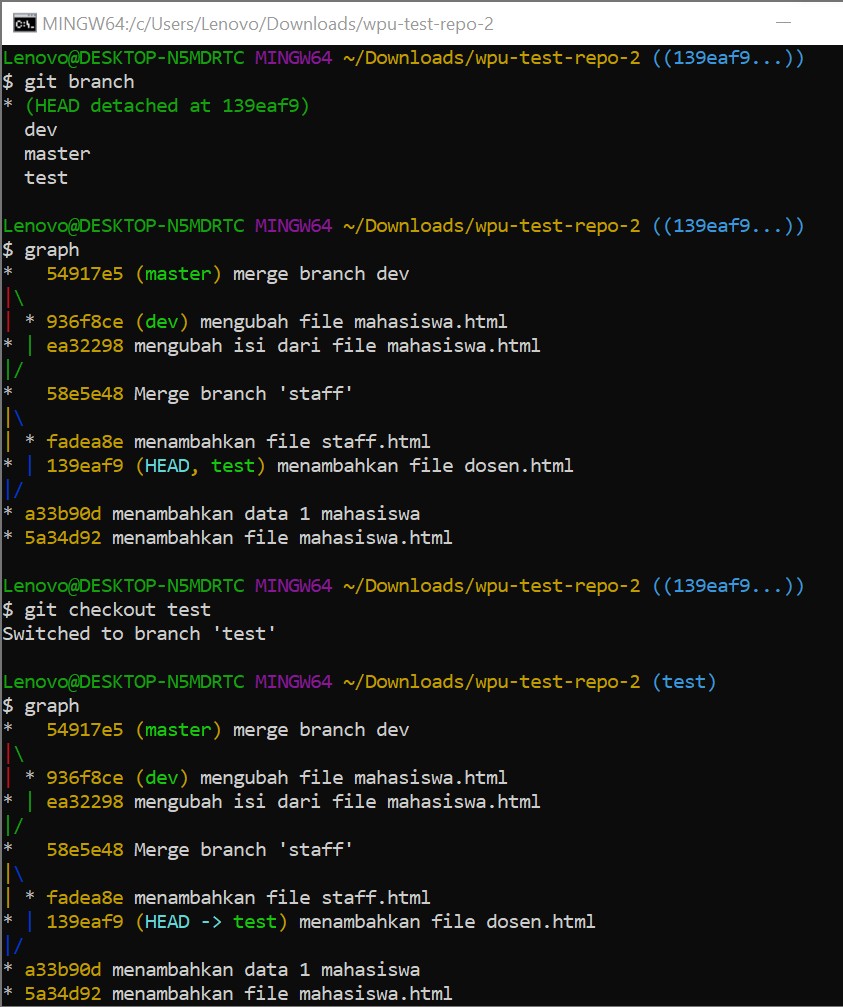 MINGW64:/c/Users/Lenovo/Downloads/wpu-test-repo-2
Lenovo@DESKTOP-N5MDRTC MINGW64 ~/Downloads/wpu-test-repo-2 ((139eaf9...))
$ git branch
* (HEAD detached at 139eaf9)
  dev
  master
  test

Lenovo@DESKTOP-N5MDRTC MINGW64 ~/Downloads/wpu-test-repo-2 ((139eaf9...))
$ graph
*   54917e5 (master) merge branch dev
|\
| * 936f8ce (dev) mengubah file mahasiswa.html
* | ea32298 mengubah isi dari file mahasiswa.html
|/
*   58e5e48 Merge branch 'staff'
|\
| * fadea8e menambahkan file staff.html
* | 139eaf9 (HEAD, test) menambahkan file dosen.html
|/
* a33b90d menambahkan data 1 mahasiswa
* 5a34d92 menambahkan file mahasiswa.html

Lenovo@DESKTOP-N5MDRTC MINGW64 ~/Downloads/wpu-test-repo-2 ((139eaf9...))
$ git checkout test
Switched to branch 'test'

Lenovo@DESKTOP-N5MDRTC MINGW64 ~/Downloads/wpu-test-repo-2 (test)
$ graph
*   54917e5 (master) merge branch dev
|\
| * 936f8ce (dev) mengubah file mahasiswa.html
* | ea32298 mengubah isi dari file mahasiswa.html
|/
*   58e5e48 Merge branch 'staff'
|\
| * fadea8e menambahkan file staff.html
* | 139eaf9 (HEAD -> test) menambahkan file dosen.html
|/
* a33b90d menambahkan data 1 mahasiswa
* 5a34d92 menambahkan file mahasiswa.html